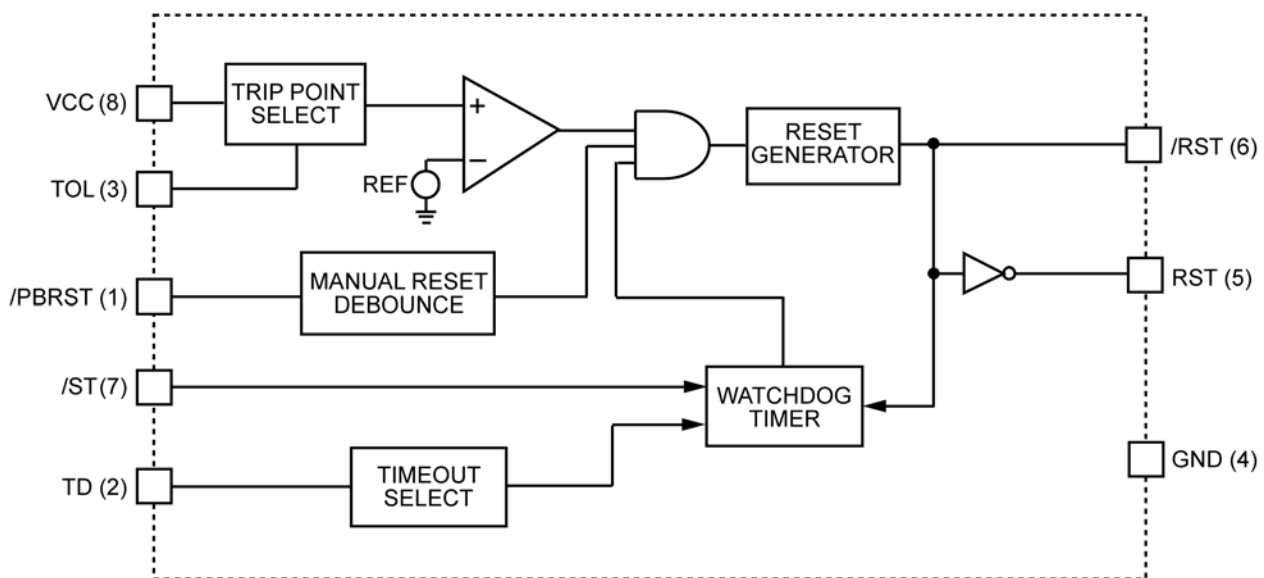 VCC (8)
TRIP POINT
SELECT
+
−
REF
RESET
GENERATOR
/RST (6)
TOL (3)
/PBRST (1)
MANUAL RESET
DEBOUNCE
RST (5)
/ST (7)
WATCHDOG
TIMER
TD (2)
TIMEOUT
SELECT
GND (4)